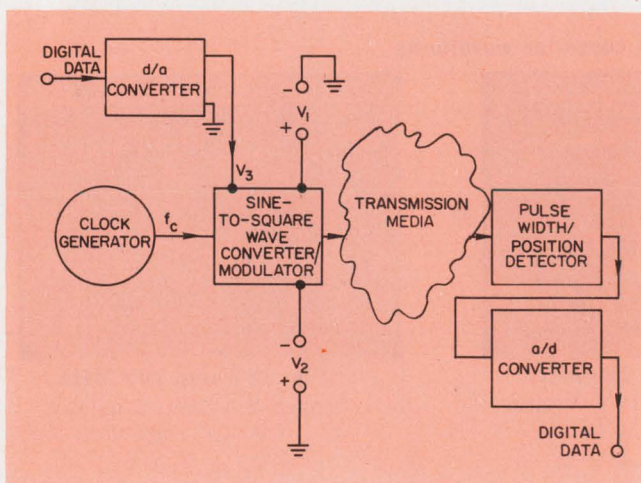 DIGITAL
DATA
d/a
CONVERTER
-
V1
+
V3
CLOCK
GENERATOR
fc
SINE-
TO-SQUARE
WAVE
CONVERTER/
MODULATOR
TRANSMISSION
MEDIA
PULSE
WIDTH/
POSITION
DETECTOR
-
V2
+
a/d
CONVERTER
DIGITAL
DATA